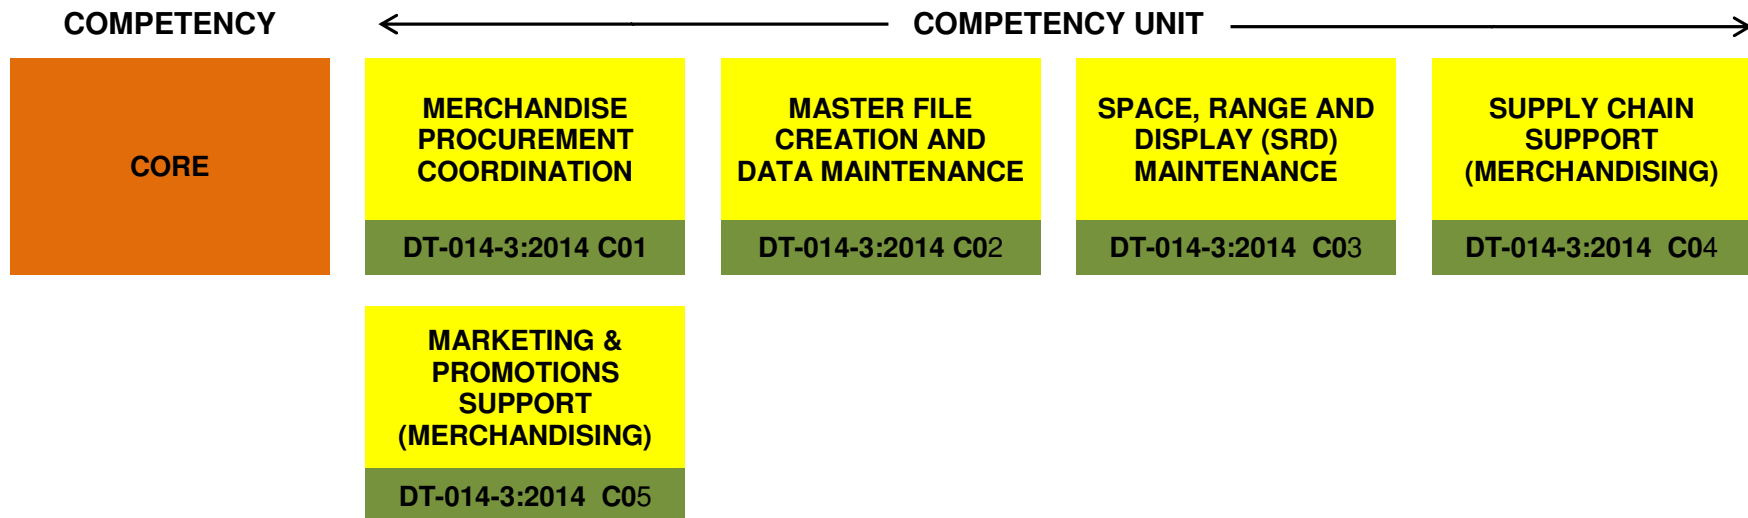 COMPETENCY
COMPETENCY UNIT
CORE
MERCHANDISE
PROCUREMENT
COORDINATION
DT-014-3:2014 C01
MASTER FILE
CREATION AND
DATA MAINTENANCE
DT-014-3:2014 C02
SPACE, RANGE AND
DISPLAY (SRD)
MAINTENANCE
DT-014-3:2014 C03
SUPPLY CHAIN
SUPPORT
(MERCHANDISING)
DT-014-3:2014 C04
MARKETING &
PROMOTIONS
SUPPORT
(MERCHANDISING)
DT-014-3:2014 C05